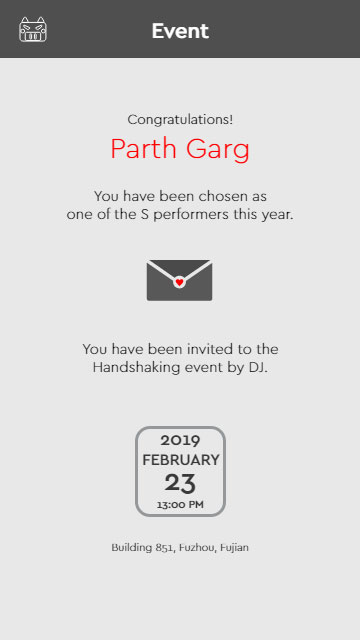 Event
Congratulations!
Parth Garg
You have been chosen as
one of the S performers this year.
You have been invited to the
Handshaking event by DJ.
2019
FEBRUARY
23
13:00 PM
Building 851, Fuzhou, Fujian